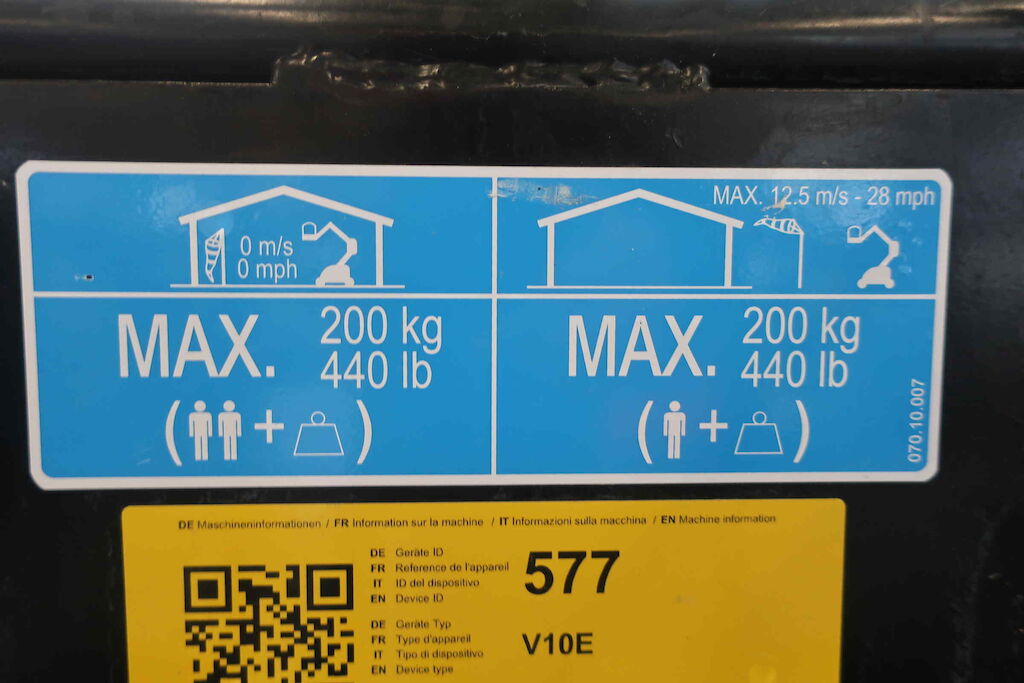 0 m/s
0 mph
MAX. 200 kg
440 lb
( + )
MAX. 12.5 m/s - 28 mph
MAX. 200 kg
440 lb
( + )
070.10.007
DE Maschineninformationen / FR Information sur la machine / IT Informazioni sulla macchina / EN Machine information
DE Geräte ID
FR Reference de l'appareil
IT ID del dispositivo
EN Device ID
577
DE Geräte Typ
FR Type d'appareil
IT Tipo di dispositivo
EN Device type
V10E